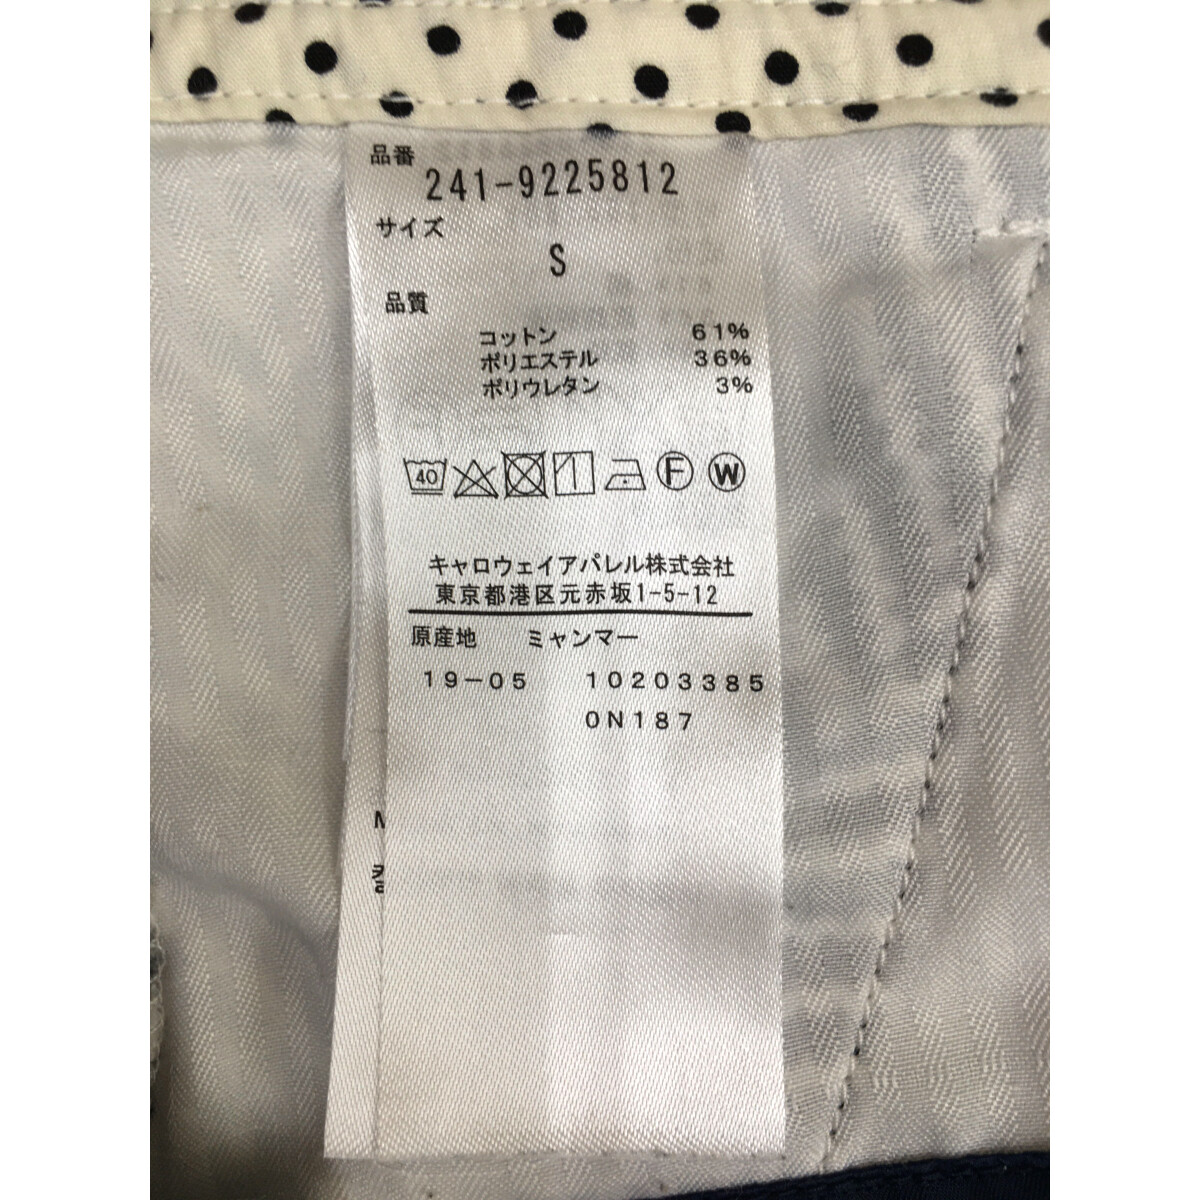 品番
241-9225812
サイズ
S
品質
コットン 61%
ポリエステル 36%
ポリウレタン 3%
40 F W
キャロウェイアパレル株式会社
東京都港区元赤坂1-5-12
原産地 ミャンマー
19-05 10203385
0N187